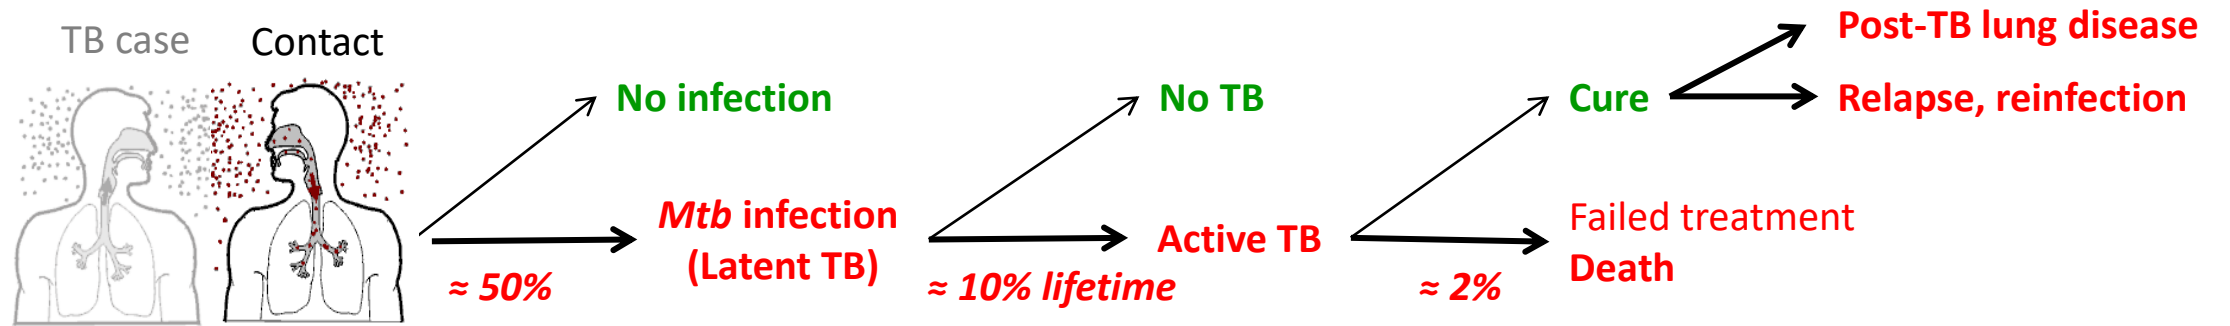 TB case
Contact
No infection
Mtb infection
(Latent TB)
≈ 50%
No TB
Active TB
≈ 10% lifetime
Cure
Failed treatment
Death
≈ 2%
Post-TB lung disease
Relapse, reinfection